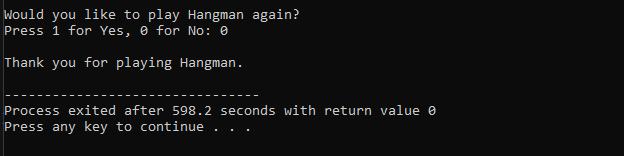 Would you like to play Hangman again?
Press 1 for Yes, 0 for No: 0
Thank you for playing Hangman.
--------------------------------
Process exited after 598.2 seconds with return value 0
Press any key to continue . . .